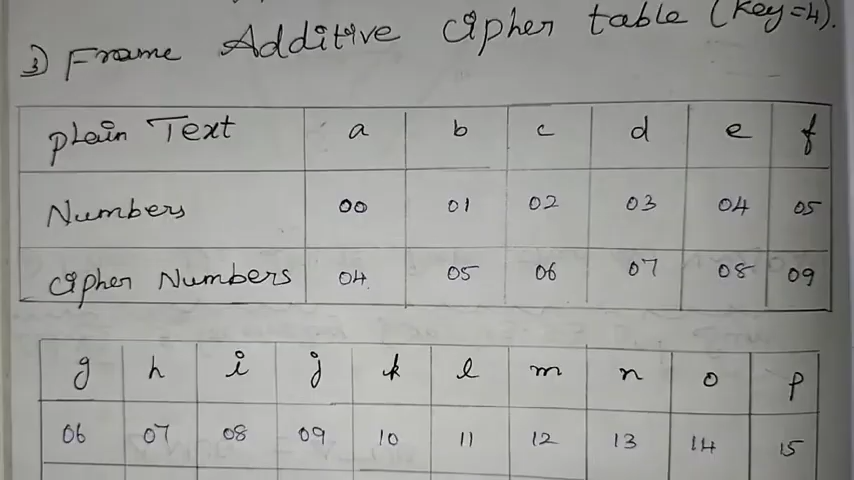 3) Frame Additive Cipher table (key=4).
Plain Text a b c d e f
Numbers 00 01 02 03 04 05
Cipher Numbers 04 05 06 07 08 09
g h i j k l m n o p
06 07 08 09 10 11 12 13 14 15